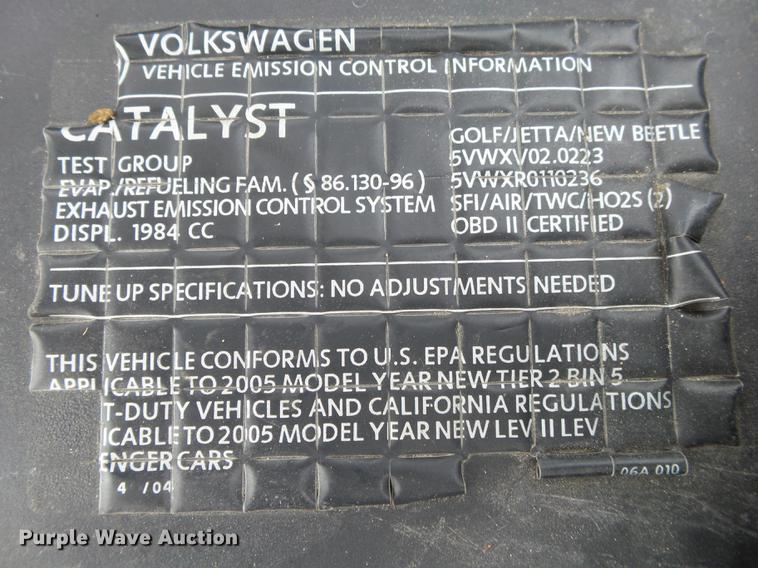 VOLKSWAGEN
VEHICLE EMISSION CONTROL INFORMATION
CATALYST
GOLF/JETTA/NEW BEETLE
TEST GROUP 5VWXV02.0223
EVAP./REFUELING FAM. ( § 86.130-96 ) 5VWXR0110236
EXHAUST EMISSION CONTROL SYSTEM SFI/AIR/TWC/HO2S (2)
DISPL. 1984 CC OBD II CERTIFIED
TUNE UP SPECIFICATIONS: NO ADJUSTMENTS NEEDED
THIS VEHICLE CONFORMS TO U.S. EPA REGULATIONS
APPLICABLE TO 2005 MODEL YEAR NEW TIER 2 BIN 5
T-DUTY VEHICLES AND CALIFORNIA REGULATIONS
ICABLE TO 2005 MODEL YEAR NEW LEV II LEV
ENGER CARS
4 /04 06A 010
Purple Wave Auction